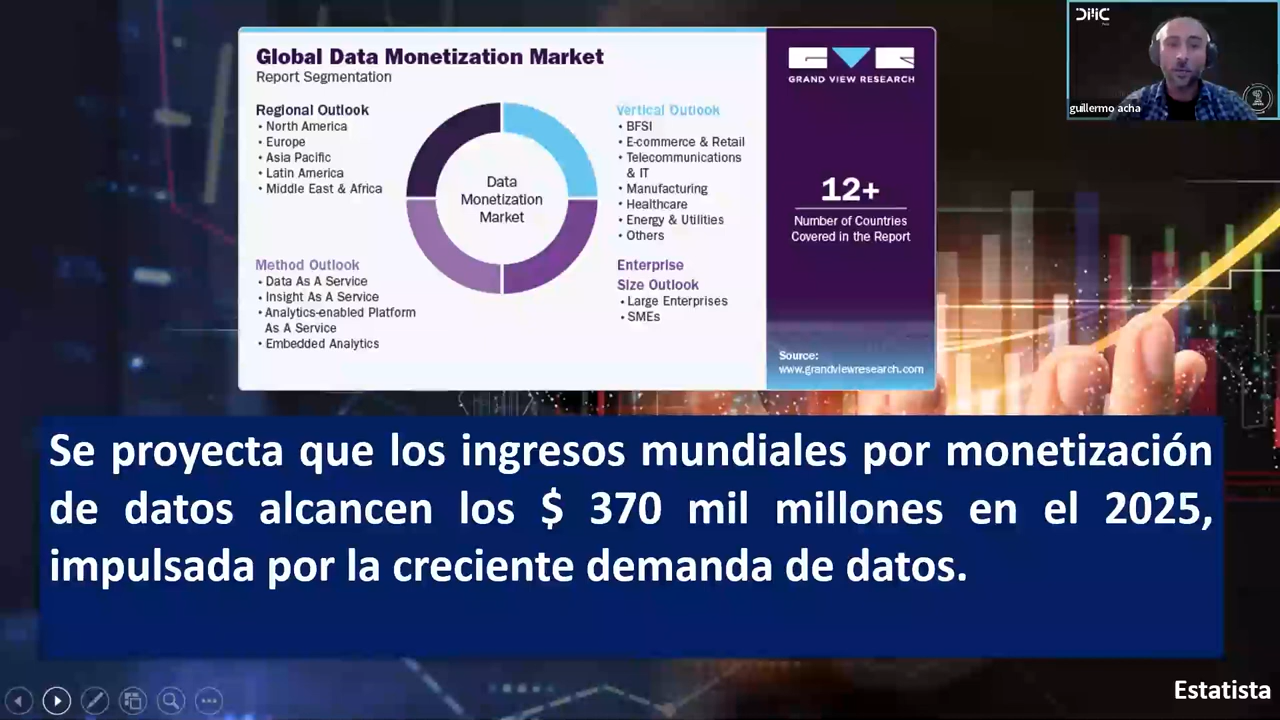 Global Data Monetization Market
Report Segmentation
Regional Outlook
• North America
• Europe
• Asia Pacific
• Latin America
• Middle East & Africa
Data
Monetization
Market
Vertical Outlook
• BFSI
• E-commerce & Retail
• Telecommunications
& IT
• Manufacturing
• Healthcare
• Energy & Utilities
• Others
Method Outlook
• Data As A Service
• Insight As A Service
• Analytics-enabled Platform
As A Service
• Embedded Analytics
Enterprise
Size Outlook
• Large Enterprises
• SMEs
GRAND VIEW RESEARCH
12+
Number of Countries
Covered in the Report
Source:
www.grandviewresearch.com
DMC
guillermo acha
Se proyecta que los ingresos mundiales por monetización
de datos alcancen los $ 370 mil millones en el 2025,
impulsada por la creciente demanda de datos.
Estatista